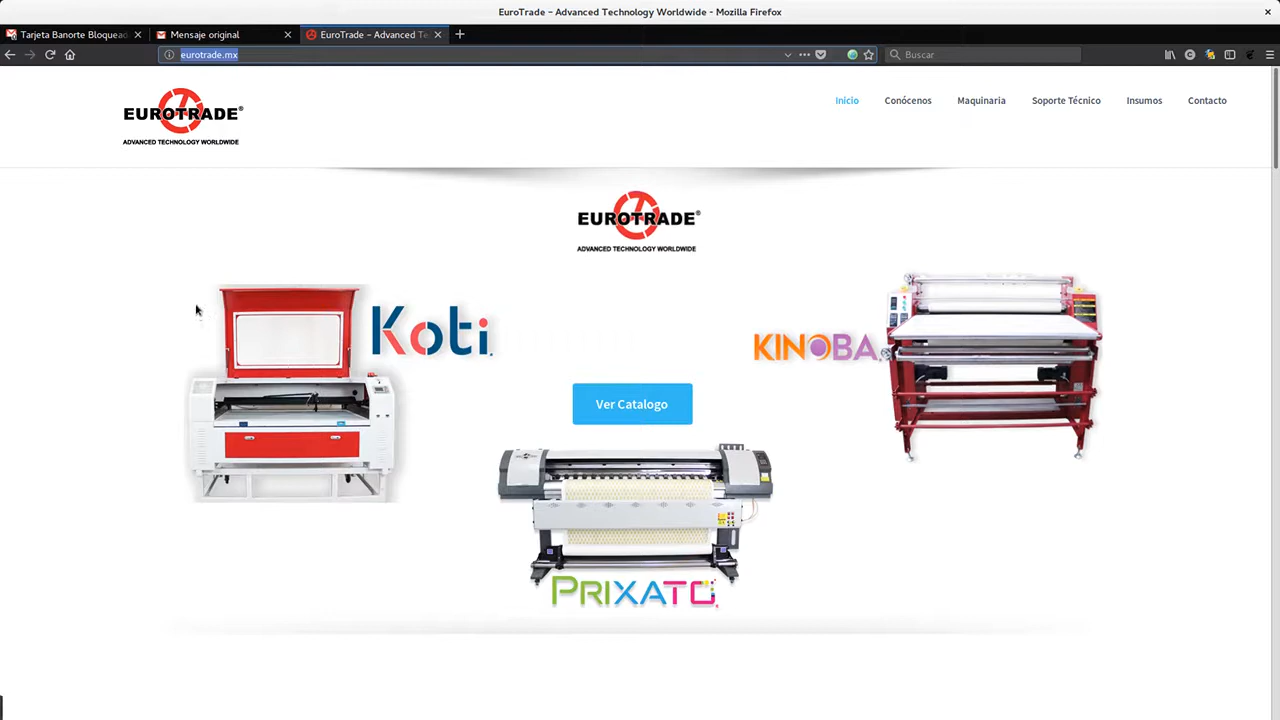 EuroTrade – Advanced Technology Worldwide - Mozilla Firefox
Tarjeta Banorte Bloquead
Mensaje original
EuroTrade – Advanced Te
eurotrade.mx
Buscar
EUROTRADE®
ADVANCED TECHNOLOGY WORLDWIDE
Inicio
Conócenos
Maquinaria
Soporte Técnico
Insumos
Contacto
EUROTRADE®
ADVANCED TECHNOLOGY WORLDWIDE
Koti
KINOBA
Ver Catalogo
PRIXATO